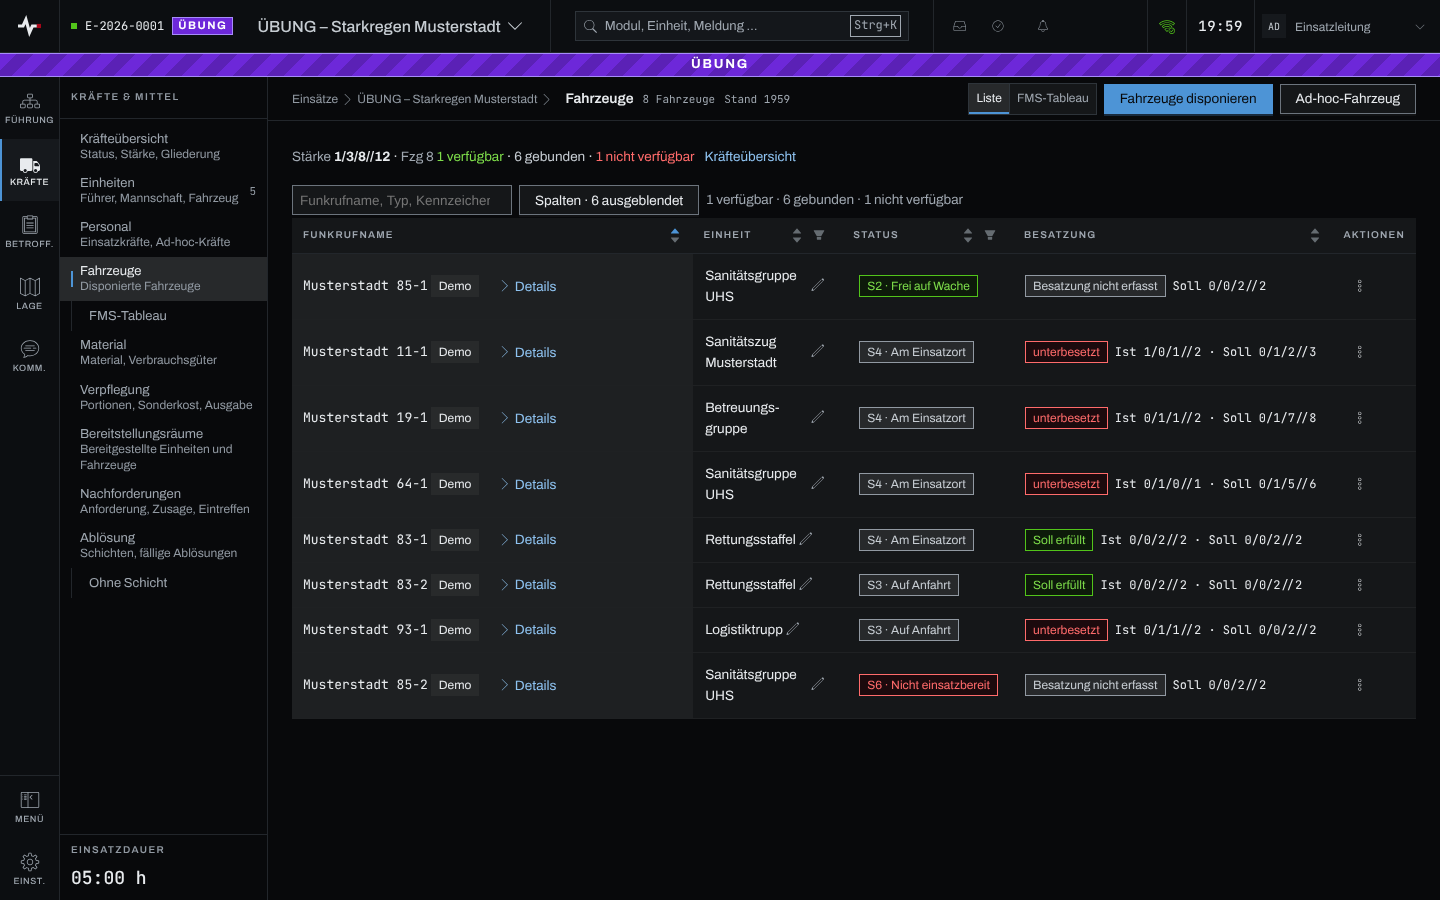 E-2026-0001 ÜBUNG ÜBUNG – Starkregen Musterstadt
Modul, Einheit, Meldung ... Strg+K
19:59 AD Einsatzleitung
ÜBUNG
FÜHRUNG
KRÄFTE
BETROFF.
LAGE
KOMM.
MENÜ
EINST.
KRÄFTE & MITTEL
Kräfteübersicht
Status, Stärke, Gliederung
Einheiten
Führer, Mannschaft, Fahrzeug 5
Personal
Einsatzkräfte, Ad-hoc-Kräfte
Fahrzeuge
Disponierte Fahrzeuge
FMS-Tableau
Material
Material, Verbrauchsgüter
Verpflegung
Portionen, Sonderkost, Ausgabe
Bereitstellungsräume
Bereitgestellte Einheiten und
Fahrzeuge
Nachforderungen
Anforderung, Zusage, Eintreffen
Ablösung
Schichten, fällige Ablösungen
Ohne Schicht
EINSATZDAUER
05:00 h
Einsätze ÜBUNG – Starkregen Musterstadt Fahrzeuge 8 Fahrzeuge Stand 1959
Liste FMS-Tableau Fahrzeuge disponieren Ad-hoc-Fahrzeug
Stärke 1/3/8//12 · Fzg 8 1 verfügbar · 6 gebunden · 1 nicht verfügbar Kräfteübersicht
Funkrufname, Typ, Kennzeicher Spalten · 6 ausgeblendet 1 verfügbar · 6 gebunden · 1 nicht verfügbar
FUNKRUFNAME EINHEIT STATUS BESATZUNG AKTIONEN
Musterstadt 85-1 Demo Details Sanitätsgruppe UHS S2 · Frei auf Wache Besatzung nicht erfasst Soll 0/0/2//2
Musterstadt 11-1 Demo Details Sanitätszug Musterstadt S4 · Am Einsatzort unterbesetzt Ist 1/0/1//2 · Soll 0/1/2//3
Musterstadt 19-1 Demo Details Betreuungs-gruppe S4 · Am Einsatzort unterbesetzt Ist 0/1/1//2 · Soll 0/1/7//8
Musterstadt 64-1 Demo Details Sanitätsgruppe UHS S4 · Am Einsatzort unterbesetzt Ist 0/1/0//1 · Soll 0/1/5//6
Musterstadt 83-1 Demo Details Rettungsstaffel S4 · Am Einsatzort Soll erfüllt Ist 0/0/2//2 · Soll 0/0/2//2
Musterstadt 83-2 Demo Details Rettungsstaffel S3 · Auf Anfahrt Soll erfüllt Ist 0/0/2//2 · Soll 0/0/2//2
Musterstadt 93-1 Demo Details Logistiktrupp S3 · Auf Anfahrt unterbesetzt Ist 0/1/1//2 · Soll 0/0/2//2
Musterstadt 85-2 Demo Details Sanitätsgruppe UHS S6 · Nicht einsatzbereit Besatzung nicht erfasst Soll 0/0/2//2